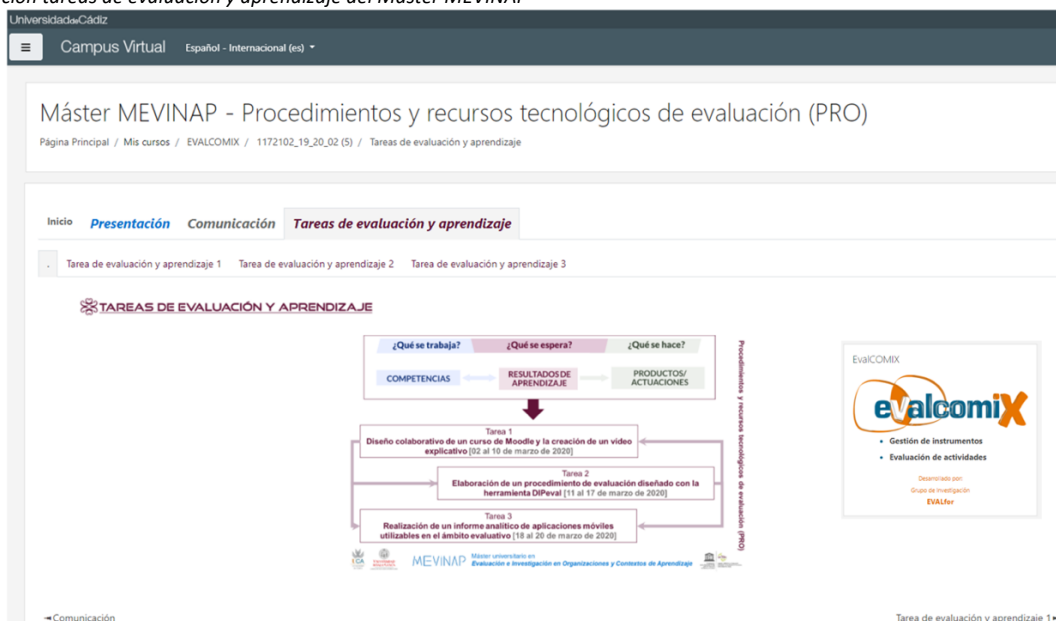 ción tareas de evaluación y aprendizaje del Máster MEVINAP
UniversidaddeCádiz
Campus Virtual Español - Internacional (es)
Máster MEVINAP - Procedimientos y recursos tecnológicos de evaluación (PRO)
Página Principal / Mis cursos / EVALCOMIX / 1172102_19_20_02 (5) / Tareas de evaluación y aprendizaje
Inicio Presentación Comunicación Tareas de evaluación y aprendizaje
. Tarea de evaluación y aprendizaje 1 Tarea de evaluación y aprendizaje 2 Tarea de evaluación y aprendizaje 3
TAREAS DE EVALUACIÓN Y APRENDIZAJE
¿Qué se trabaja? ¿Qué se espera? ¿Qué se hace?
COMPETENCIAS
RESULTADOS DE
APRENDIZAJE
PRODUCTOS/
ACTUACIONES
Tarea 1
Diseño colaborativo de un curso de Moodle y la creación de un video
explicativo [02 al 10 de marzo de 2020]
Tarea 2
Elaboración de un procedimiento de evaluación diseñado con la
herramienta DIPeval [11 al 17 de marzo de 2020]
Tarea 3
Realización de un informe analítico de aplicaciones móviles
utilizables en el ámbito evaluativo [18 al 20 de marzo de 2020]
Procedimientos y recursos tecnológicos de evaluación (PRO)
MEVINAP
Máster universitario en
Evaluación e Investigación en Organizaciones y Contextos de Aprendizaje
EvalCOMIX
evalcomiX
• Gestión de instrumentos
• Evaluación de actividades
Desarrollado por:
Grupo de Investigación
EVALfor
◄Comunicación
Tarea de evaluación y aprendizaje 1►